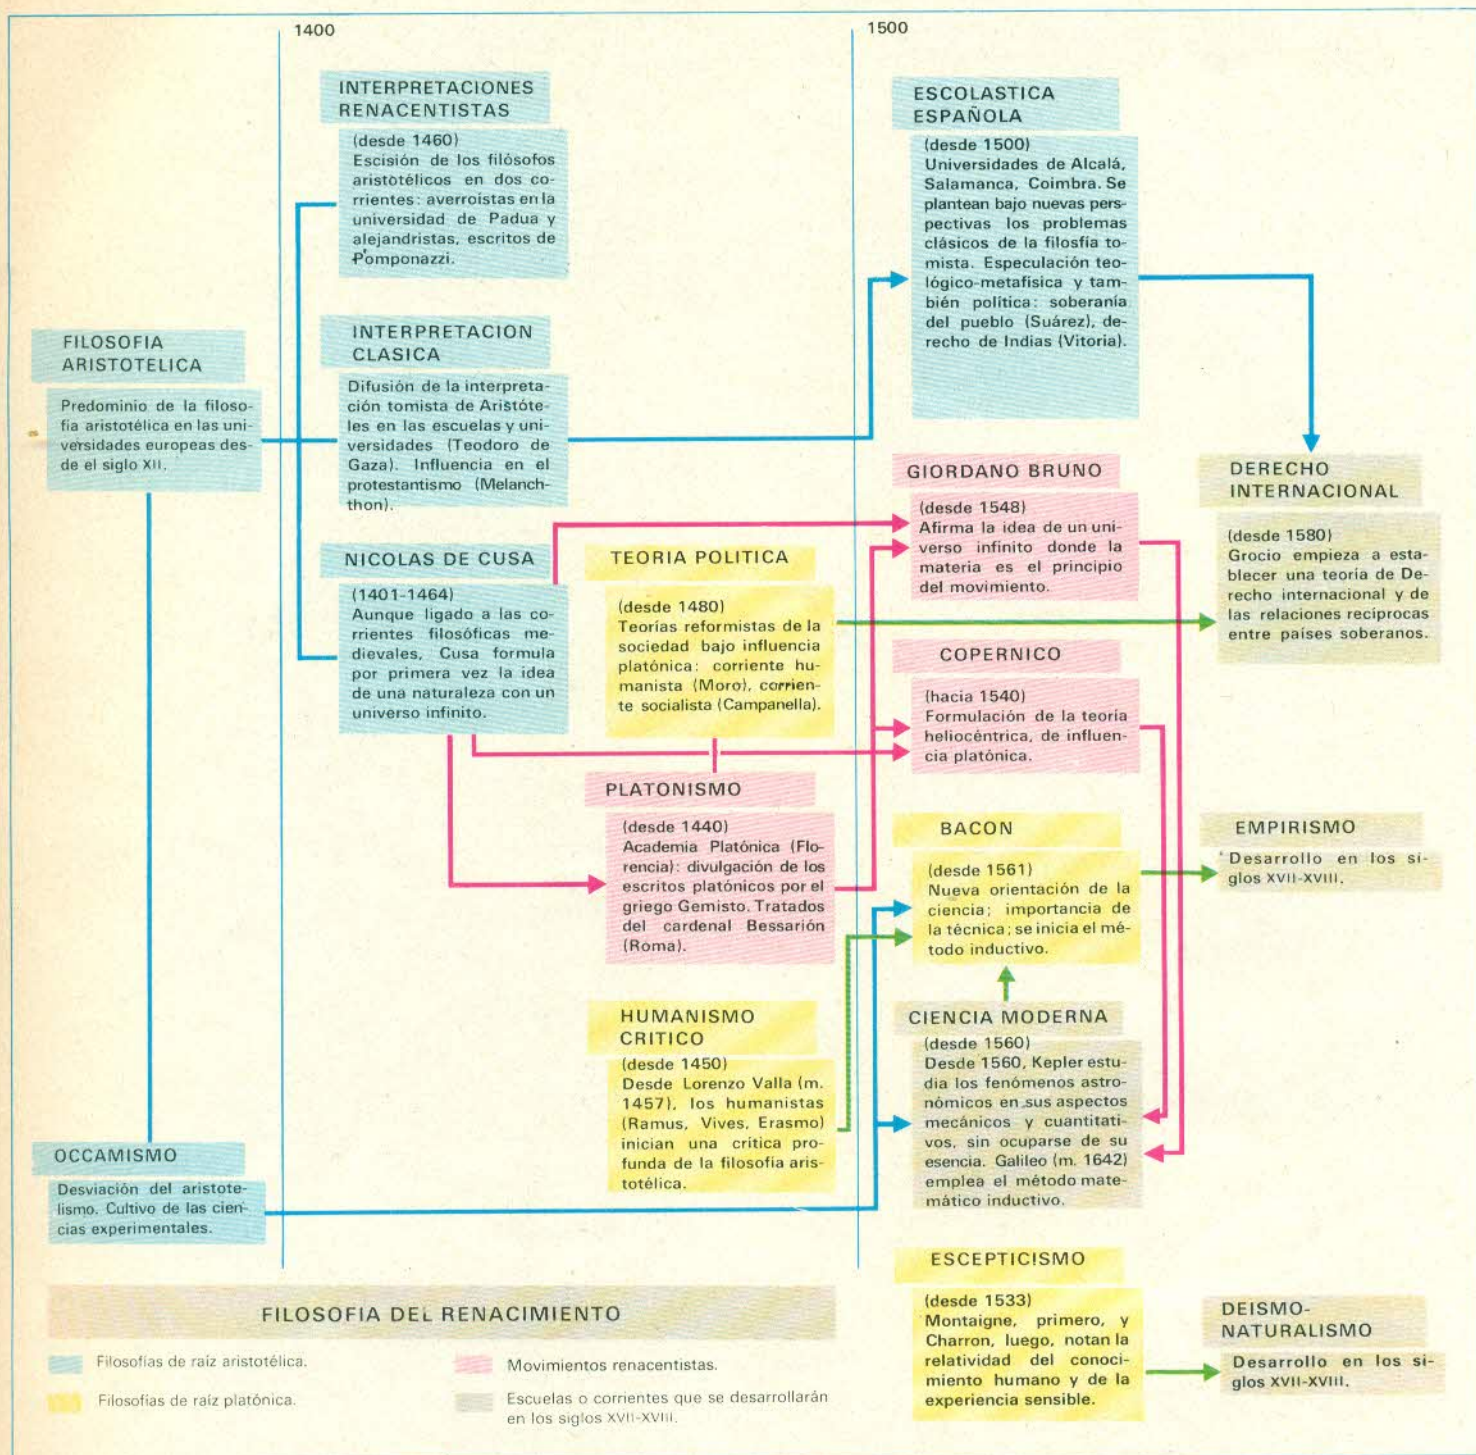 1400
1500
INTERPRETACIONES
RENACENTISTAS
(desde 1460)
Escisión de los filósofos
aristotélicos en dos co-
rrientes: averroístas en la
universidad de Padua y
alejandristas, escritos de
Pomponazzi.
ESCOLASTICA
ESPAÑOLA
(desde 1500)
Universidades de Alcalá,
Salamanca, Coimbra. Se
plantean bajo nuevas pers-
pectivas los problemas
clásicos de la filosfía to-
mista. Especulación teo-
lógico-metafísica y tam-
bién política: soberanía
del pueblo (Suárez), de-
recho de Indias (Vitoria).
FILOSOFIA
ARISTOTELICA
Predominio de la filoso-
fía aristotélica en las uni-
versidades europeas des-
de el siglo XII.
INTERPRETACION
CLASICA
Difusión de la interpreta-
ción tomista de Aristóte-
les en las escuelas y uni-
versidades (Teodoro de
Gaza). Influencia en el
protestantismo (Melanch-
thon).
GIORDANO BRUNO
(desde 1548)
Afirma la idea de un uni-
verso infinito donde la
materia es el principio
del movimiento.
DERECHO
INTERNACIONAL
(desde 1580)
Grocio empieza a esta-
blecer una teoría de De-
recho internacional y de
las relaciones recíprocas
entre países soberanos.
NICOLAS DE CUSA
(1401-1464)
Aunque ligado a las co-
rrientes filosóficas me-
dievales, Cusa formula
por primera vez la idea
de una naturaleza con un
universo infinito.
TEORIA POLITICA
(desde 1480)
Teorías reformistas de la
sociedad bajo influencia
platónica: corriente hu-
manista (Moro), corrien-
te socialista (Campanella).
COPERNICO
(hacia 1540)
Formulación de la teoría
heliocéntrica, de influen-
cia platónica.
PLATONISMO
(desde 1440)
Academia Platónica (Flo-
rencia): divulgación de los
escritos platónicos por el
griego Gemisto. Tratados
del cardenal Bessarión
(Roma).
BACON
(desde 1561)
Nueva orientación de la
ciencia; importancia de
la técnica; se inicia el mé-
todo inductivo.
EMPIRISMO
Desarrollo en los si-
glos XVII-XVIII.
HUMANISMO
CRITICO
(desde 1450)
Desde Lorenzo Valla (m.
1457), los humanistas
(Ramus, Vives, Erasmo)
inician una crítica pro-
funda de la filosofía aris-
totélica.
CIENCIA MODERNA
(desde 1560)
Desde 1560, Kepler estu-
dia los fenómenos astro-
nómicos en sus aspectos
mecánicos y cuantitati-
vos, sin ocuparse de su
esencia. Galileo (m. 1642)
emplea el método mate-
mático inductivo.
OCCAMISMO
Desviación del aristote-
lismo. Cultivo de las cien-
cias experimentales.
ESCEPTICISMO
(desde 1533)
Montaigne, primero, y
Charron, luego, notan la
relatividad del conoci-
miento humano y de la
experiencia sensible.
DEISMO-
NATURALISMO
Desarrollo en los si-
glos XVII-XVIII.
FILOSOFIA DEL RENACIMIENTO
Filosofías de raíz aristotélica.
Filosofías de raíz platónica.
Movimientos renacentistas.
Escuelas o corrientes que se desarrollarán
en los siglos XVII-XVIII.